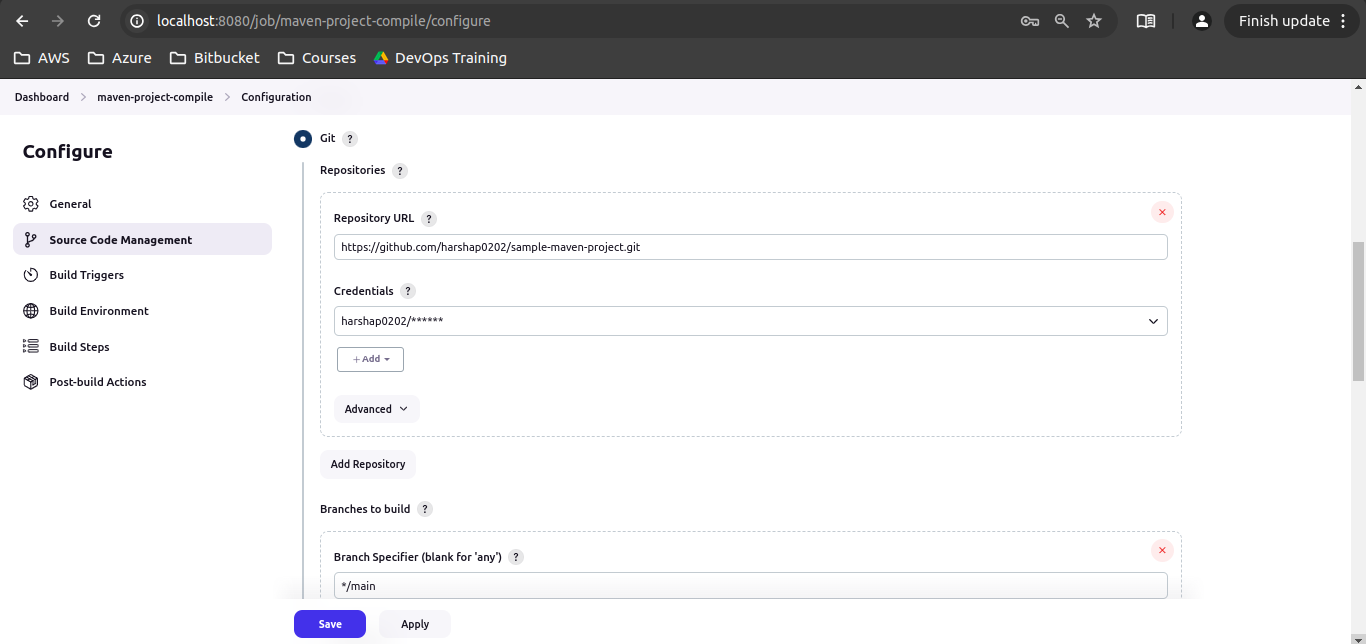 localhost:8080/job/maven-project-compile/configure
Finish update
AWS
Azure
Bitbucket
Courses
DevOps Training
Dashboard > maven-project-compile > Configuration
Configure
General
Source Code Management
Build Triggers
Build Environment
Build Steps
Post-build Actions
Git ?
Repositories ?
Repository URL ?
https://github.com/harshap0202/sample-maven-project.git
Credentials ?
harshap0202/******
+ Add
Advanced
Add Repository
Branches to build ?
Branch Specifier (blank for 'any') ?
*/main
Save
Apply